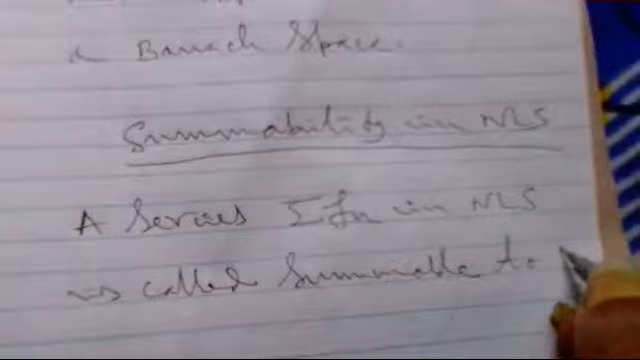 a Banach Space.
Summability in NLS
A Series Σfn in NLS
is called Summable to